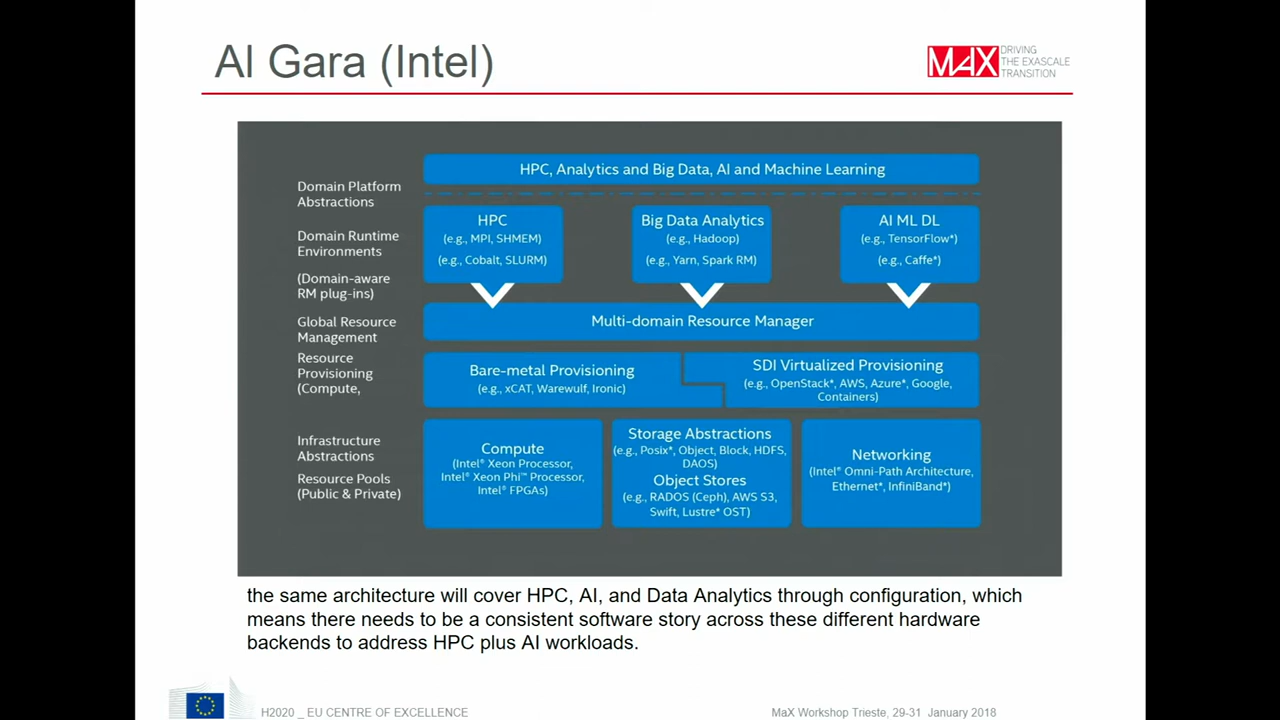 Al Gara (Intel)
MAX DRIVING
THE EXASCALE
TRANSITION
HPC, Analytics and Big Data, AI and Machine Learning
Domain Platform
Abstractions
Domain Runtime
Environments
(Domain-aware
RM plug-ins)
HPC
(e.g., MPI, SHMEM)
(e.g., Cobalt, SLURM)
Big Data Analytics
(e.g., Hadoop)
(e.g., Yarn, Spark RM)
AI ML DL
(e.g., TensorFlow*)
(e.g., Caffe*)
Global Resource
Management
Multi-domain Resource Manager
Resource
Provisioning
(Compute,
Bare-metal Provisioning
(e.g., xCAT, Warewulf, Ironic)
SDI Virtualized Provisioning
(e.g., OpenStack*, AWS, Azure*, Google,
Containers)
Infrastructure
Abstractions
Resource Pools
(Public & Private)
Compute
(Intel® Xeon Processor,
Intel® Xeon Phi™ Processor,
Intel® FPGAs)
Storage Abstractions
(e.g., Posix*, Object, Block, HDFS,
DAOS)
Object Stores
(e.g., RADOS (Ceph), AWS S3,
Swift, Lustre* OST)
Networking
(Intel® Omni-Path Architecture,
Ethernet*, InfiniBand*)
the same architecture will cover HPC, AI, and Data Analytics through configuration, which
means there needs to be a consistent software story across these different hardware
backends to address HPC plus AI workloads.
H2020 _ EU CENTRE OF EXCELLENCE
MaX Workshop Trieste, 29-31 January 2018